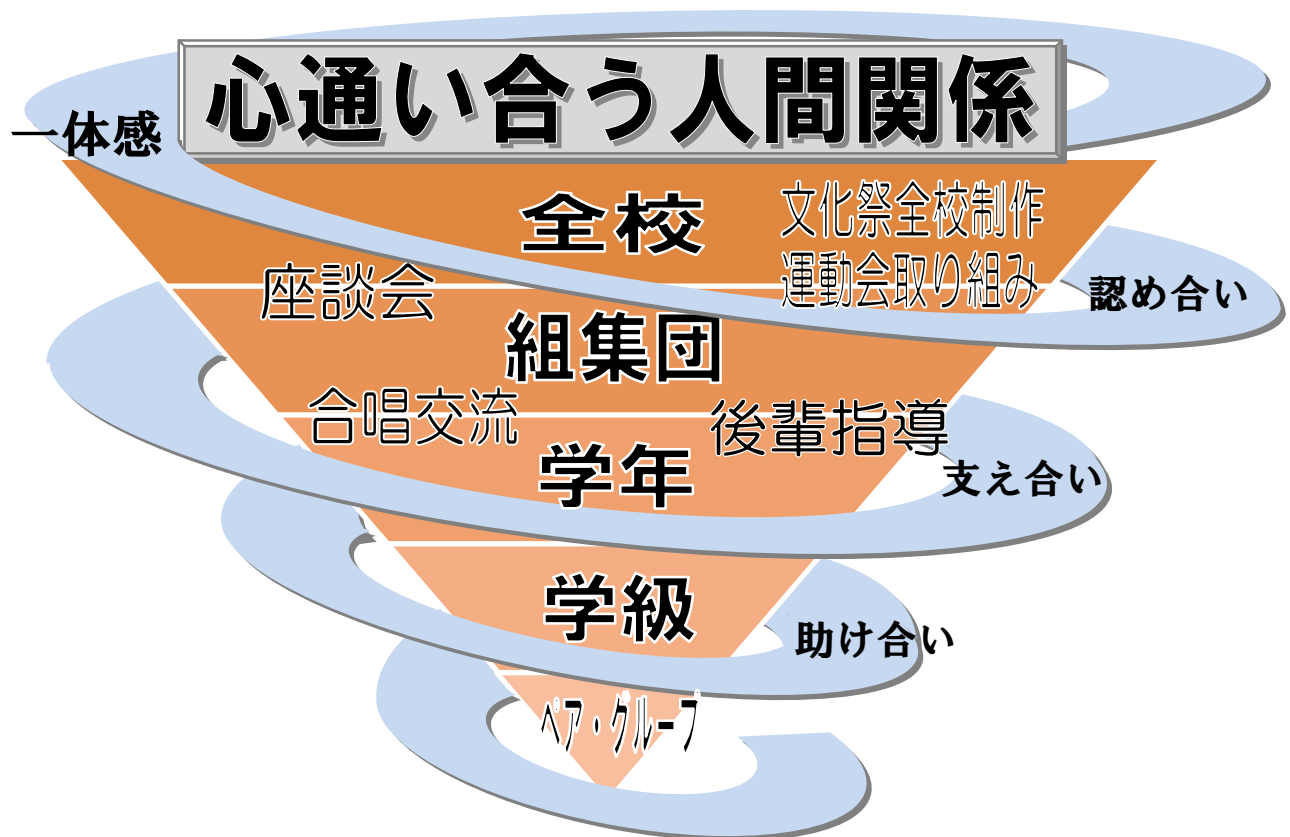 心通い合う人間関係
一体感
全校
文化祭全校制作
運動会取り組み
認め合い
座談会
組集団
合唱交流
後輩指導
学年
支え合い
学級
助け合い
ペア・グループ